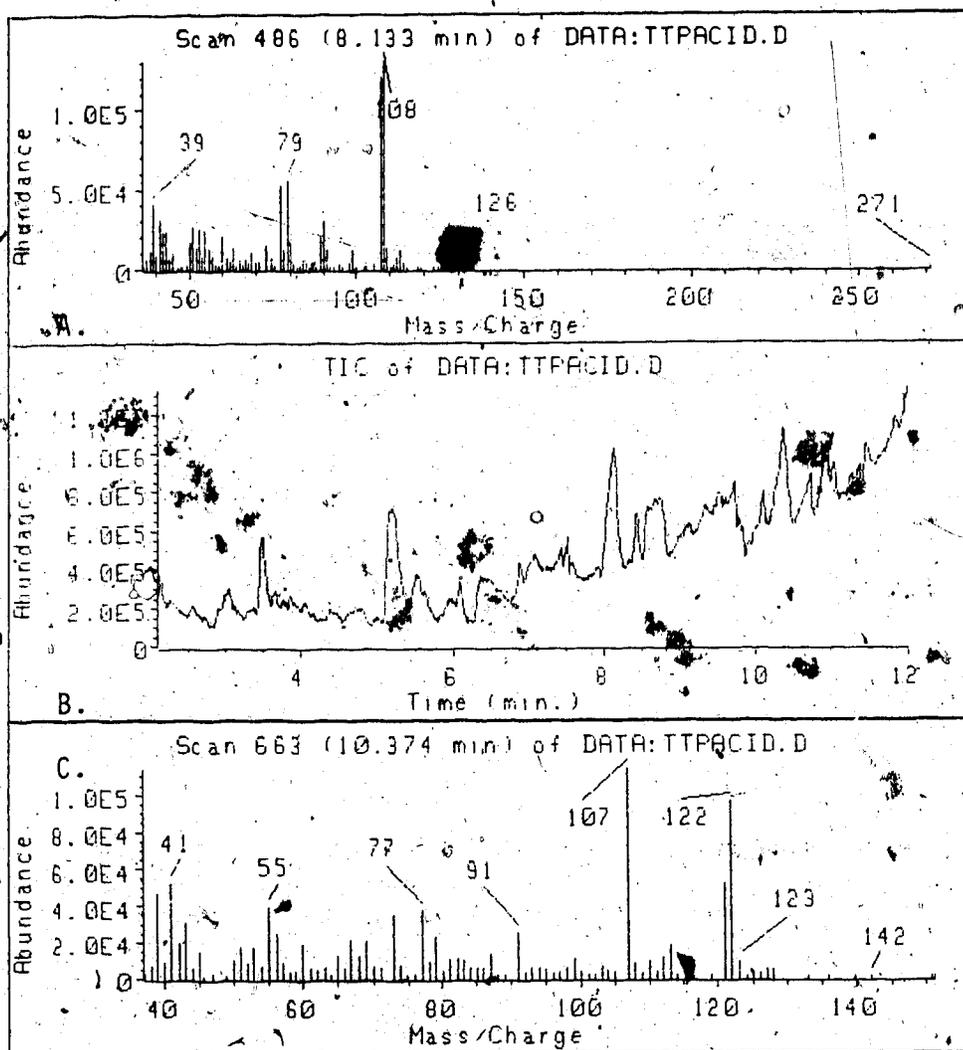 Scan 486 (8.133 min) of DATA:TTPACID.D
Abundance
1.0E5
5.0E4
0
39
79
08
126
271
50
100
150
200
250
Mass/Charge
A.
TIC of DATA:TTPACID.D
Abundance
1.0E6
8.0E5
6.0E5
4.0E5
2.0E5
0
4
6
8
10
12
B.
Time (min.)
Scan 663 (10.374 min) of DATA:TTPACID.D
C.
Abundance
1.0E5
8.0E4
6.0E4
4.0E4
2.0E4
0
41
55
77
91
107
122
123
142
40
60
80
100
120
140
Mass/Charge